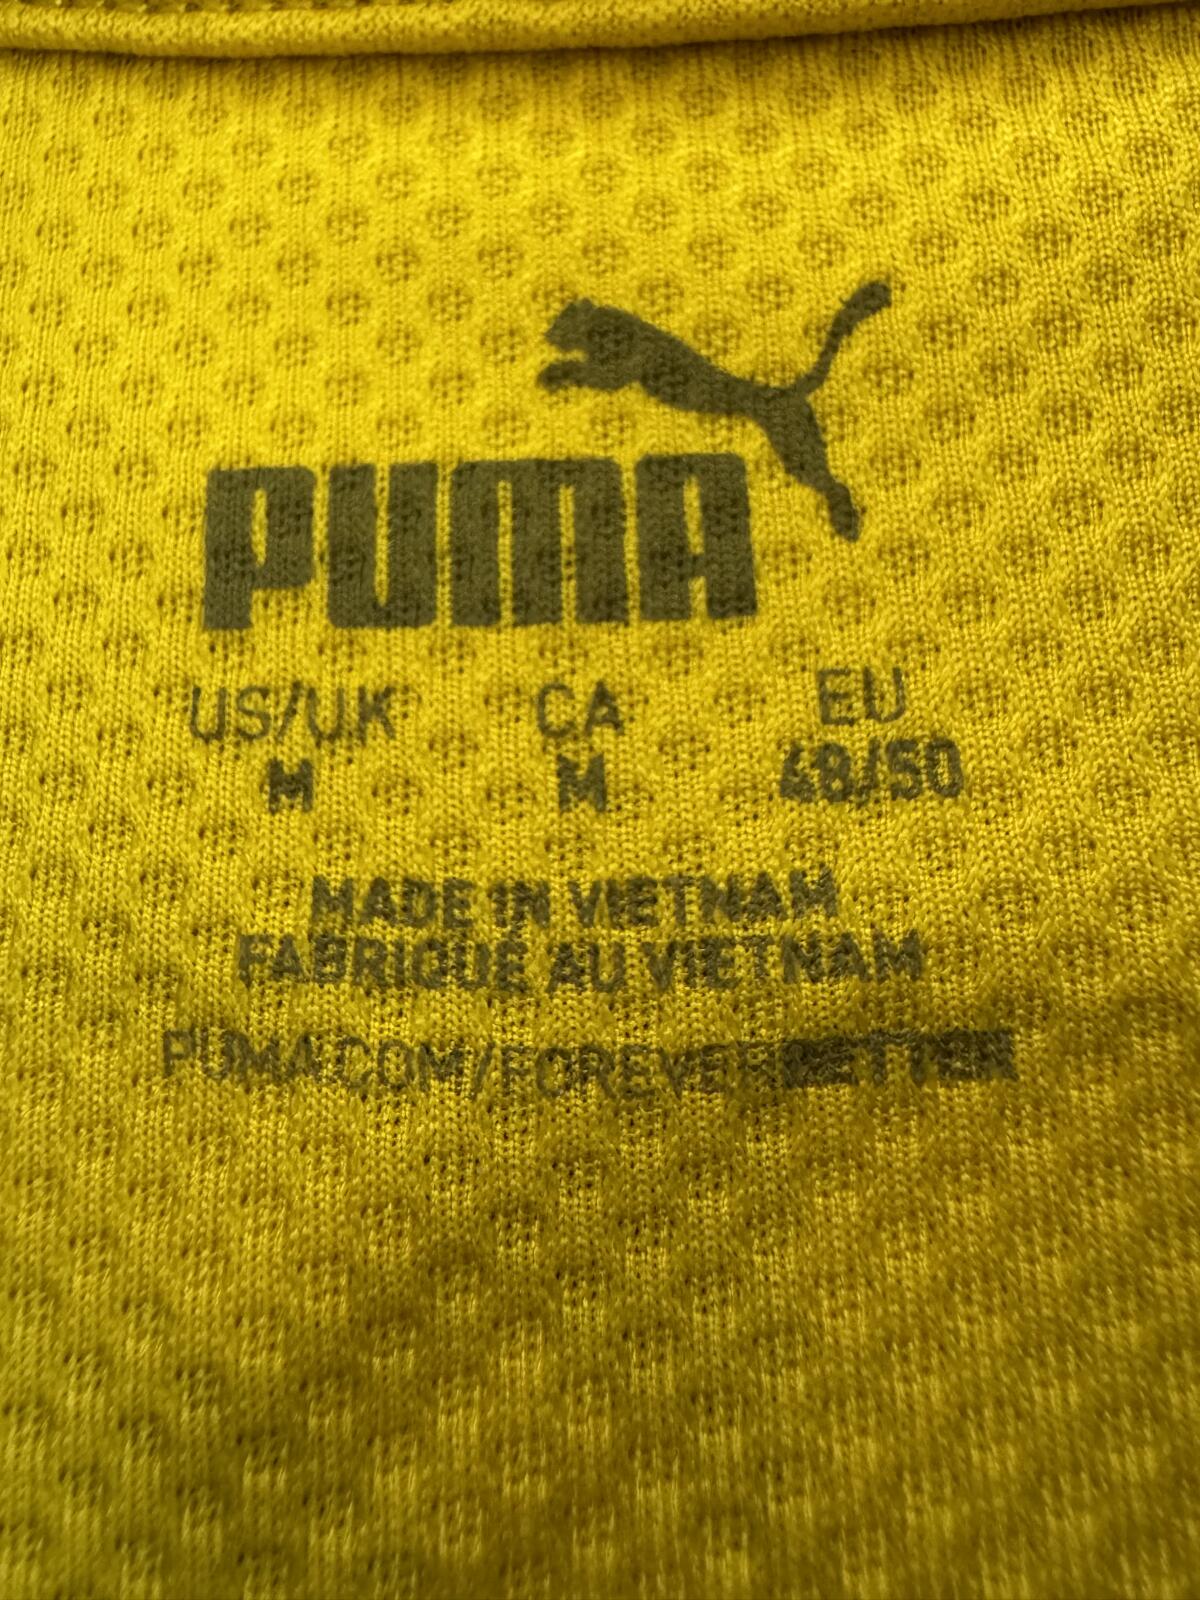 PUMA
US/UK CA EU
M M 48/50
MADE IN VIETNAM
FABRIQUÉ AU VIETNAM
PUMA.COM/FOREVERBETTER